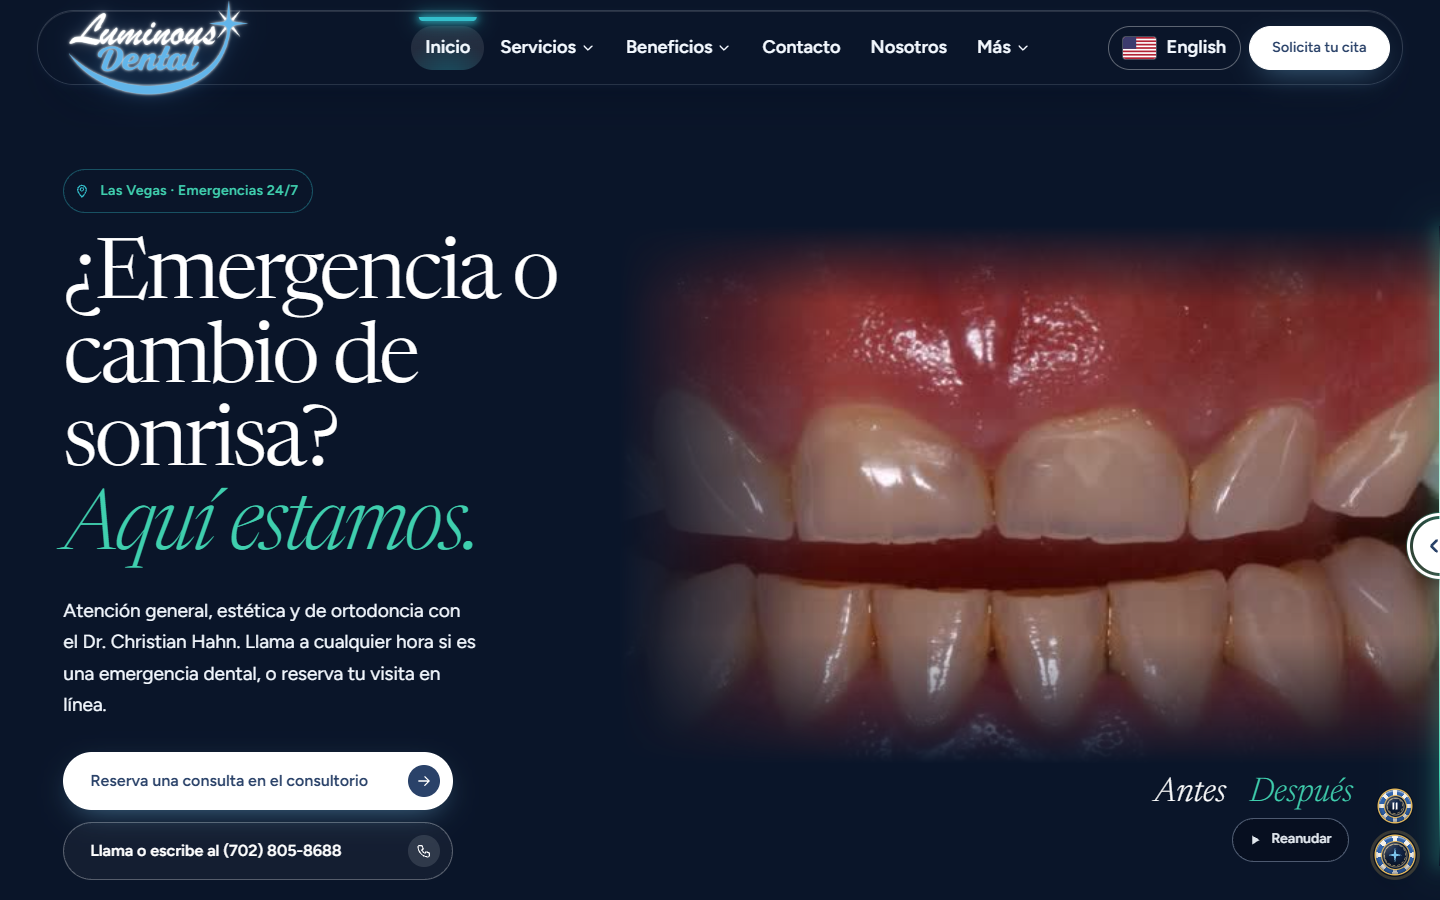 Luminous
Dental
Inicio
Servicios
Beneficios
Contacto
Nosotros
Más
English
Solicita tu cita
Las Vegas · Emergencias 24/7
¿Emergencia o
cambio de
sonrisa?
Aquí estamos.
Atención general, estética y de ortodoncia con
el Dr. Christian Hahn. Llama a cualquier hora si es
una emergencia dental, o reserva tu visita en
línea.
Reserva una consulta en el consultorio
Llama o escribe al (702) 805-8688
Antes Después
Reanudar